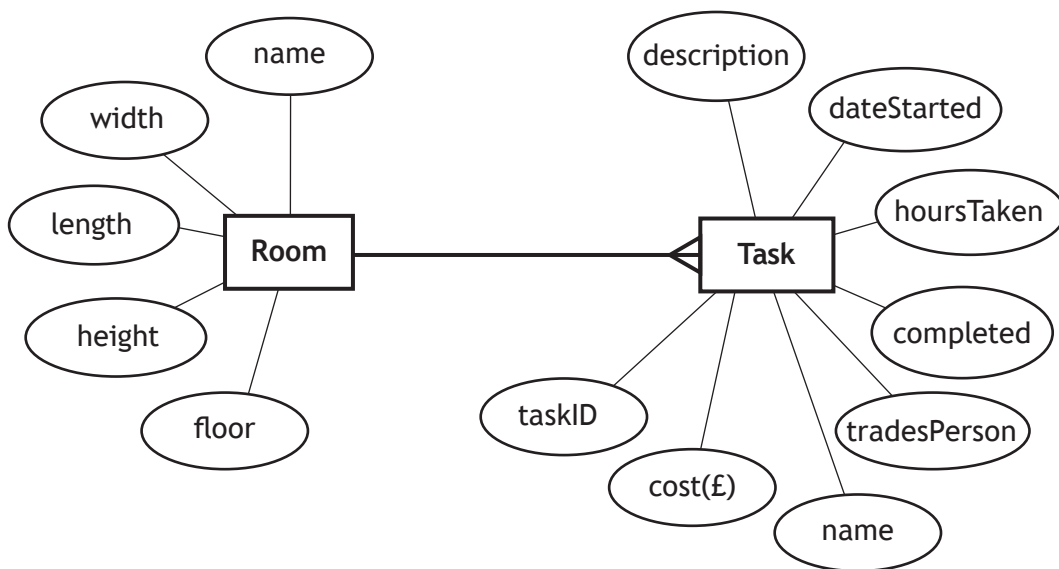 name
description
width
dateStarted
length
hoursTaken
Room
Task
height
completed
floor
taskID
tradesPerson
cost(£)
name